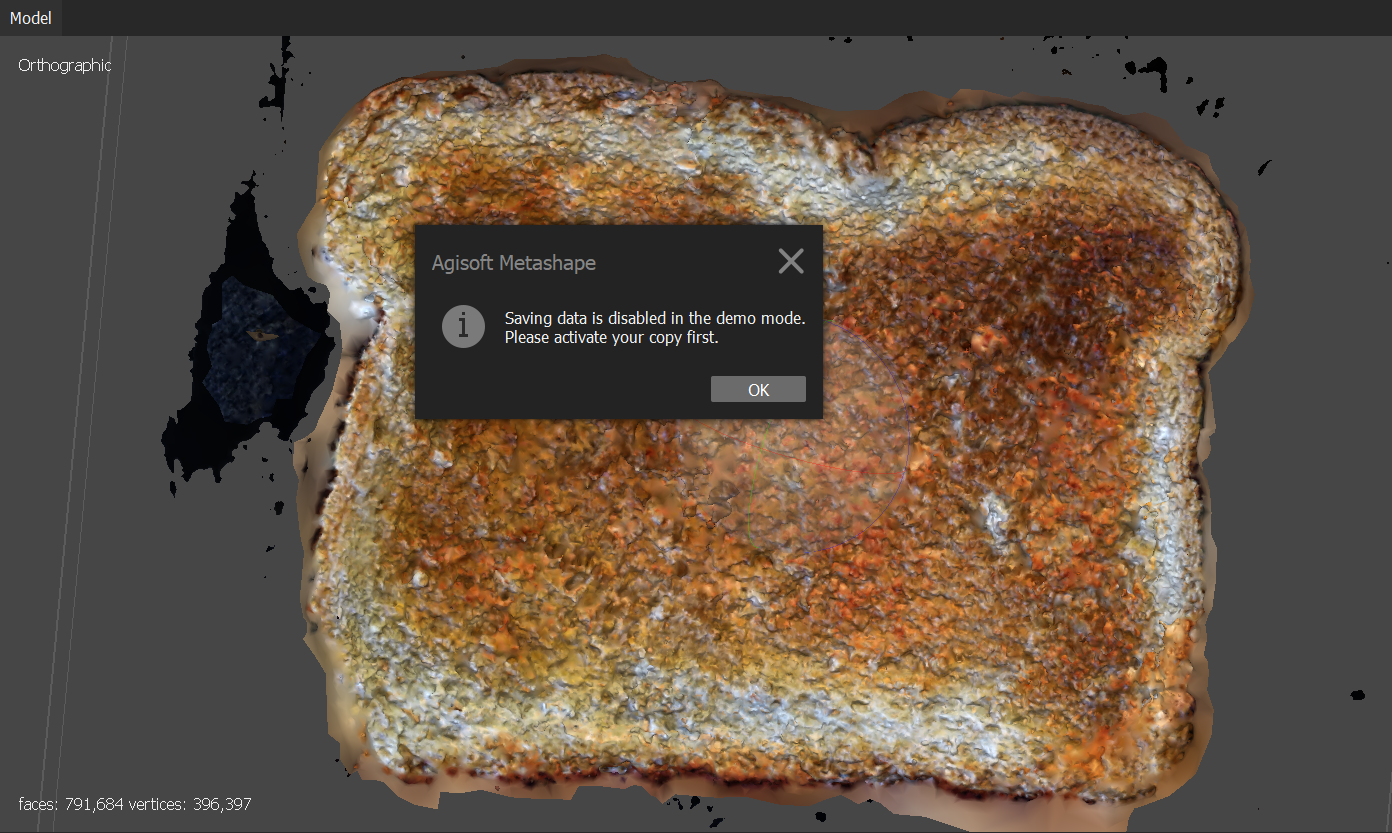 Model
Orthographic
Agisoft Metashape
Saving data is disabled in the demo mode.
Please activate your copy first.
OK
faces: 791,684 vertices: 396,397